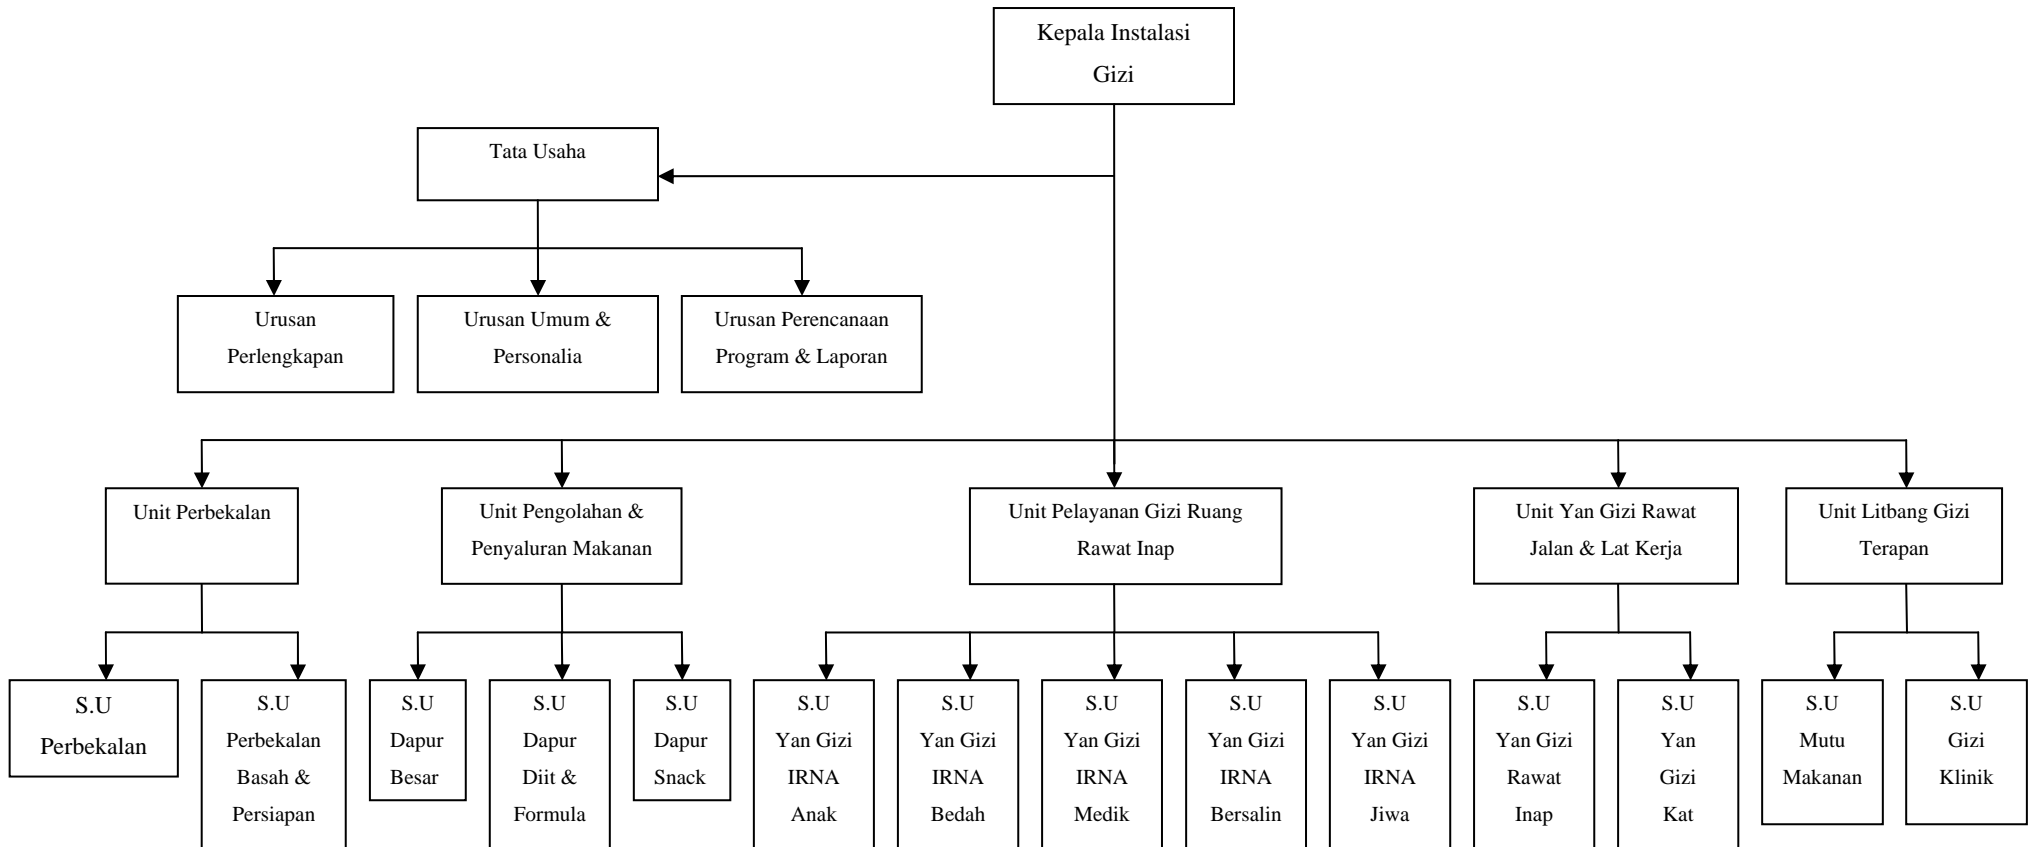 Kepala Instalasi
Gizi
Tata Usaha
Urusan
Perlengkapan
Urusan Umum &
Personalia
Urusan Perencanaan
Program & Laporan
Unit Perbekalan
Unit Pengolahan &
Penyaluran Makanan
Unit Pelayanan Gizi Ruang
Rawat Inap
Unit Yan Gizi Rawat
Jalan & Lat Kerja
Unit Litbang Gizi
Terapan
S.U
Perbekalan
S.U
Perbekalan
Basah &
Persiapan
S.U
Dapur
Besar
S.U
Dapur
Diit &
Formula
S.U
Dapur
Snack
S.U
Yan Gizi
IRNA
Anak
S.U
Yan Gizi
IRNA
Bedah
S.U
Yan Gizi
IRNA
Medik
S.U
Yan Gizi
IRNA
Bersalin
S.U
Yan Gizi
IRNA
Jiwa
S.U
Yan Gizi
Rawat
Inap
S.U
Yan
Gizi
Kat
S.U
Mutu
Makanan
S.U
Gizi
Klinik